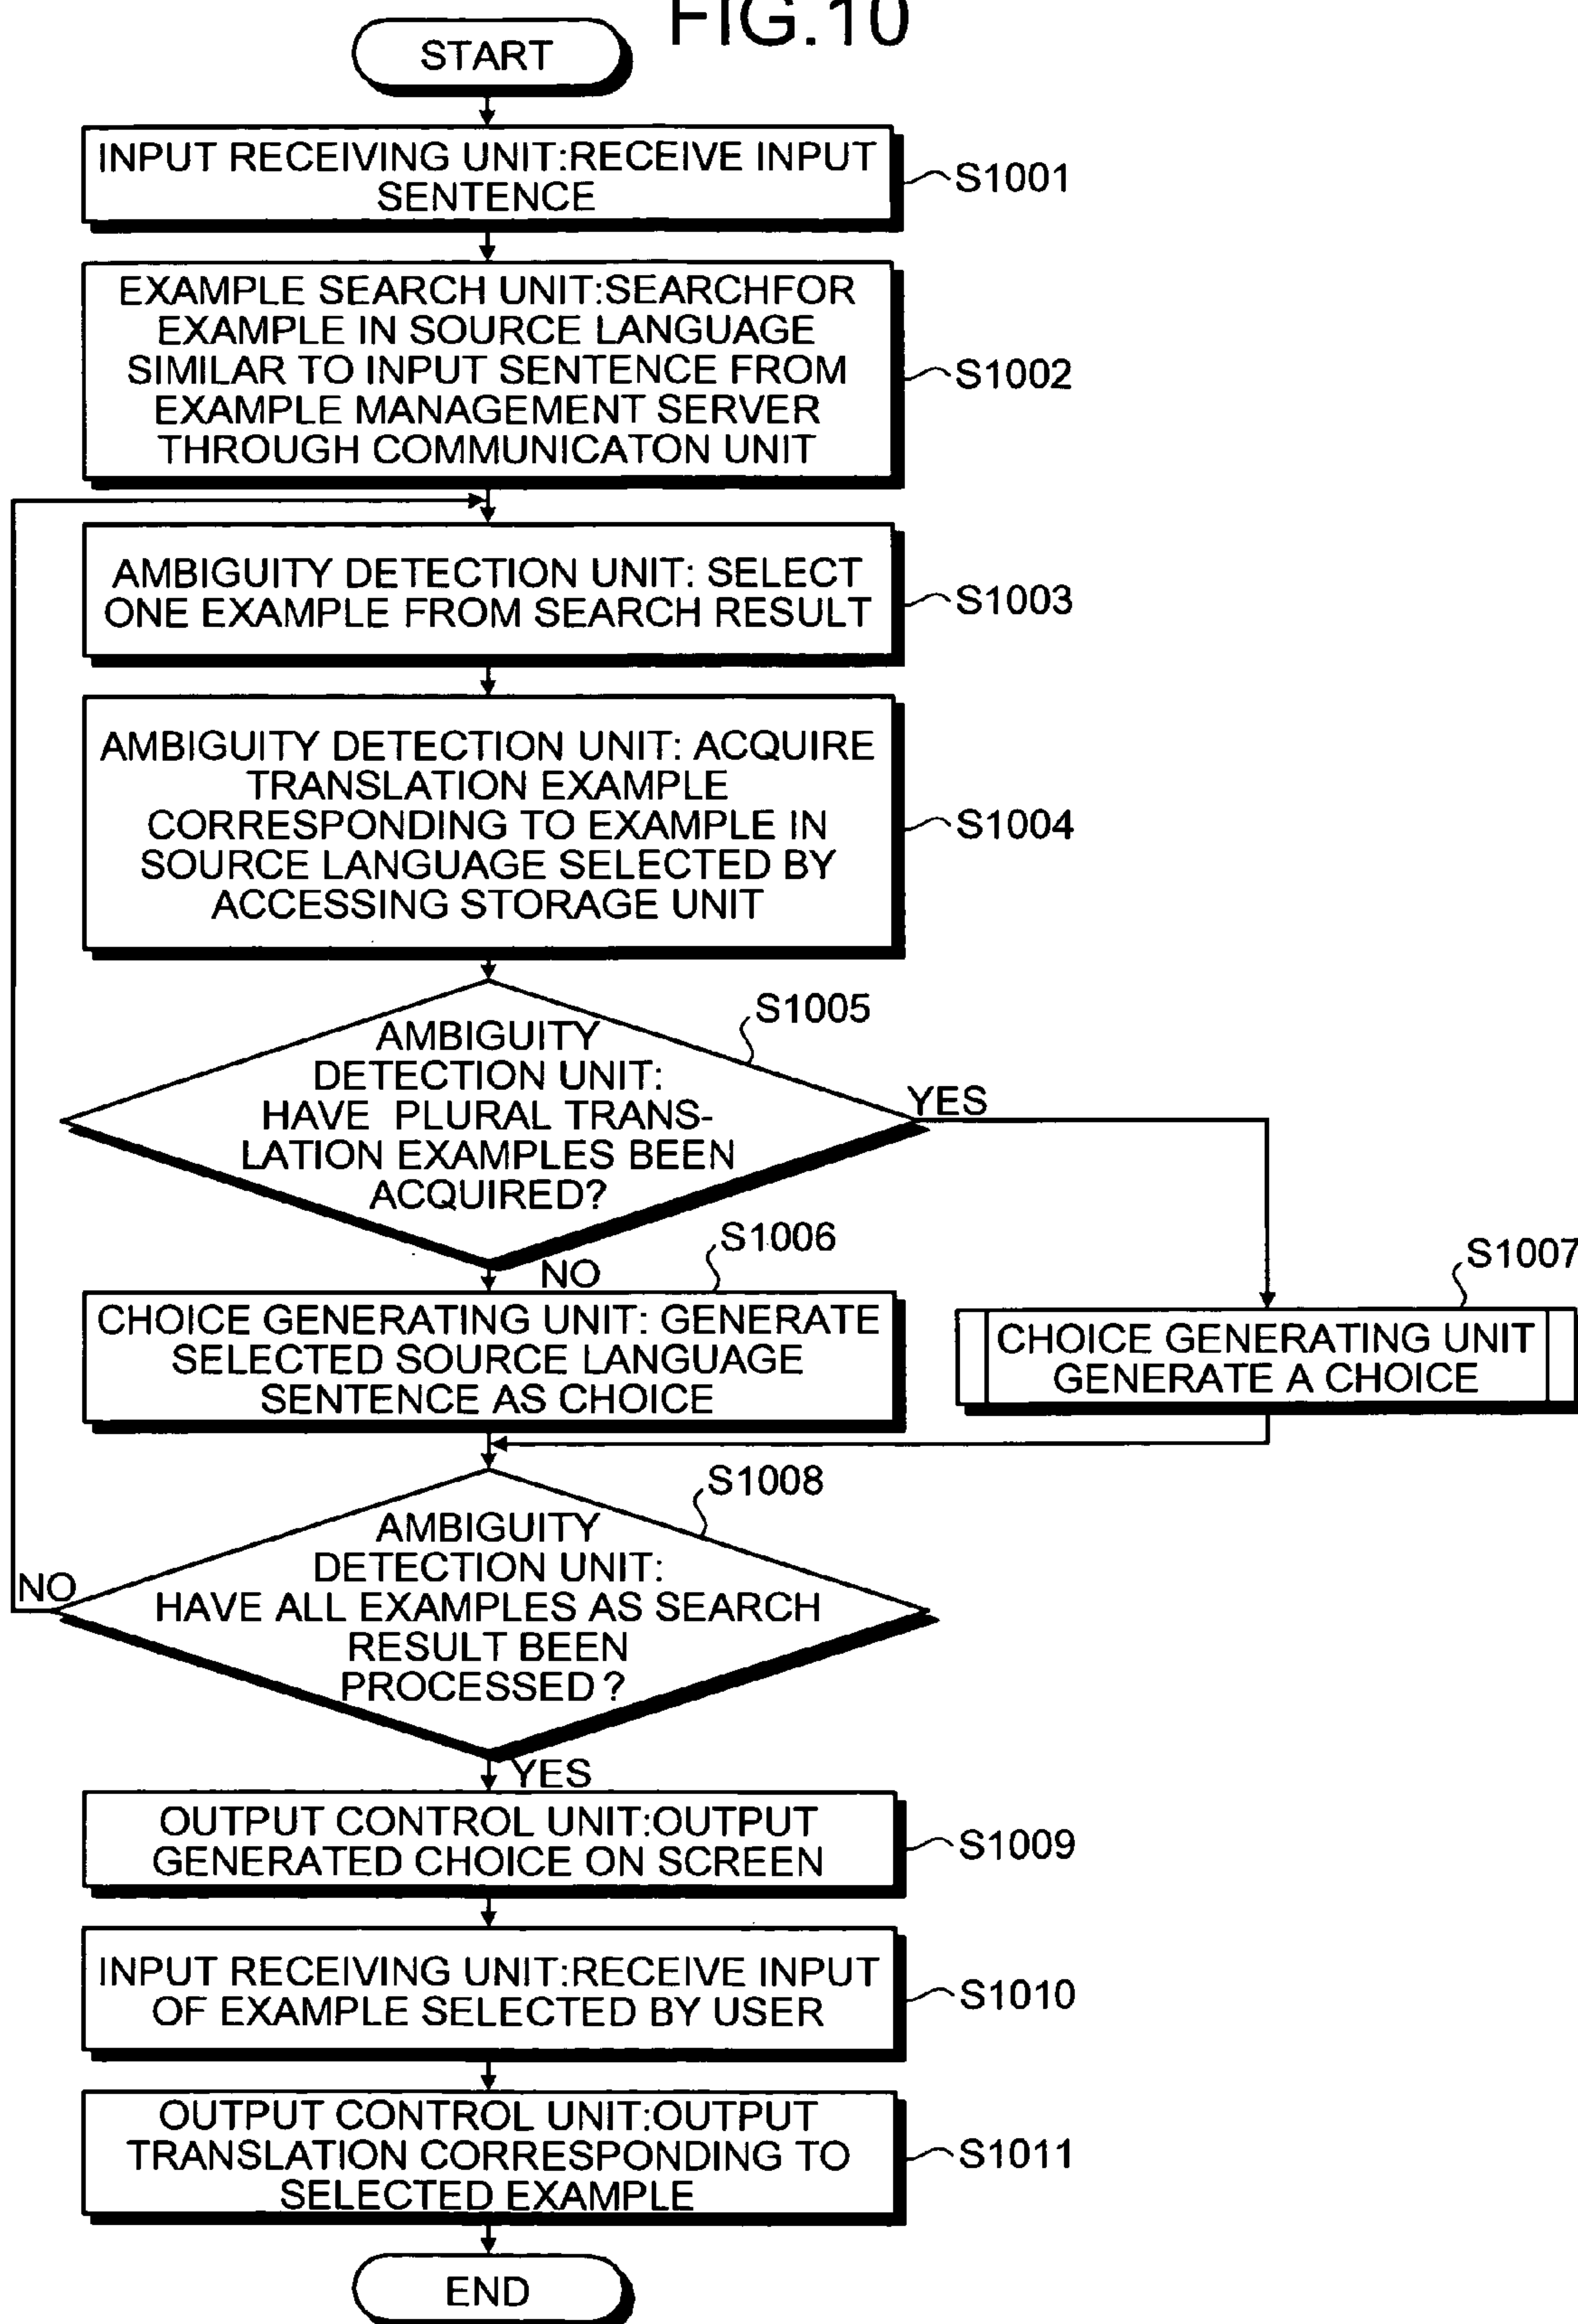 FIG.10
START
INPUT RECEIVING UNIT:RECEIVE INPUT
SENTENCE
S1001
EXAMPLE SEARCH UNIT:SEARCHFOR
EXAMPLE IN SOURCE LANGUAGE
SIMILAR TO INPUT SENTENCE FROM
EXAMPLE MANAGEMENT SERVER
THROUGH COMMUNICATON UNIT
S1002
AMBIGUITY DETECTION UNIT: SELECT
ONE EXAMPLE FROM SEARCH RESULT
S1003
AMBIGUITY DETECTION UNIT: ACQUIRE
TRANSLATION EXAMPLE
CORRESPONDING TO EXAMPLE IN
SOURCE LANGUAGE SELECTED BY
ACCESSING STORAGE UNIT
S1004
S1005
AMBIGUITY
DETECTION UNIT:
HAVE PLURAL TRANS-
LATION EXAMPLES BEEN
ACQUIRED?
YES
NO
S1006
CHOICE GENERATING UNIT: GENERATE
SELECTED SOURCE LANGUAGE
SENTENCE AS CHOICE
S1007
CHOICE GENERATING UNIT
GENERATE A CHOICE
S1008
AMBIGUITY
DETECTION UNIT:
HAVE ALL EXAMPLES AS SEARCH
RESULT BEEN
PROCESSED ?
NO
YES
OUTPUT CONTROL UNIT:OUTPUT
GENERATED CHOICE ON SCREEN
S1009
INPUT RECEIVING UNIT:RECEIVE INPUT
OF EXAMPLE SELECTED BY USER
S1010
OUTPUT CONTROL UNIT:OUTPUT
TRANSLATION CORRESPONDING TO
SELECTED EXAMPLE
S1011
END